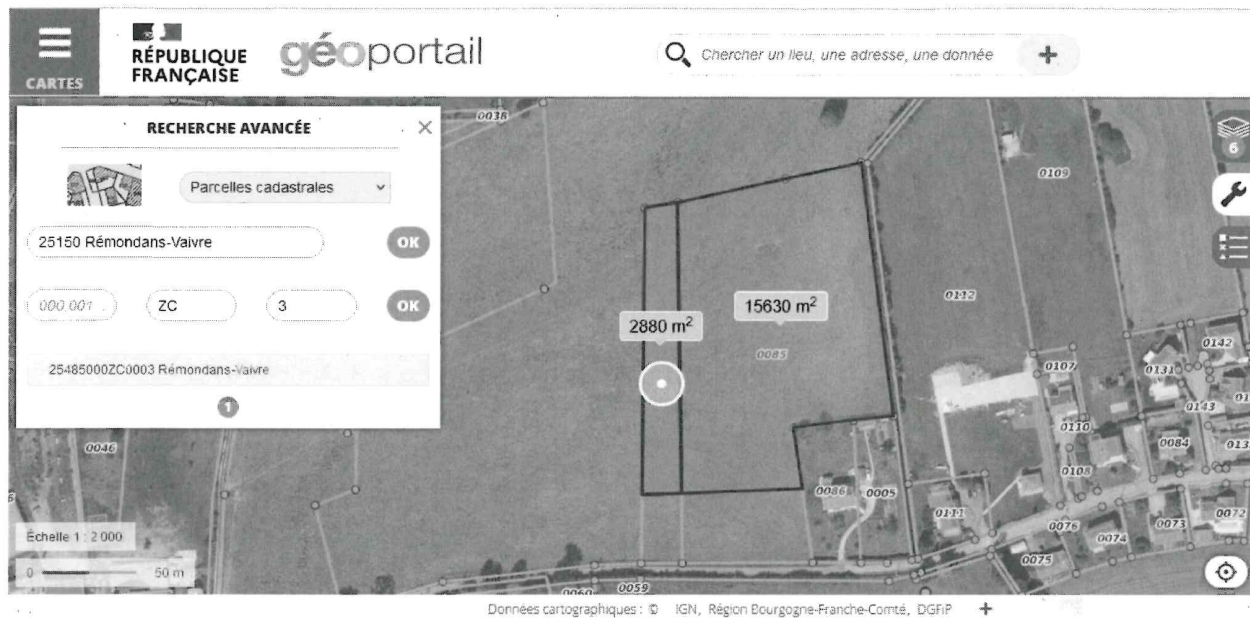 CARTES
RÉPUBLIQUE
FRANÇAISE
géoportail
Chercher un lieu, une adresse, une donnée
RECHERCHE AVANCÉE
Parcelles cadastrales
25150 Rémondans-Vaivre
OK
000,001
ZC
3
OK
25485000ZC0003 Rémondans-Vaivre
1
6
0038
0109
0112
2880 m²
15630 m²
0085
0142
0131
0107
0143
0110
0084
0108
0046
0086
0005
0111
0076
0072
0073
0074
0075
0059
0060
Échelle 1 : 2 000
0
50 m
Données cartographiques : © IGN, Région Bourgogne-Franche-Comté, DGFiP +